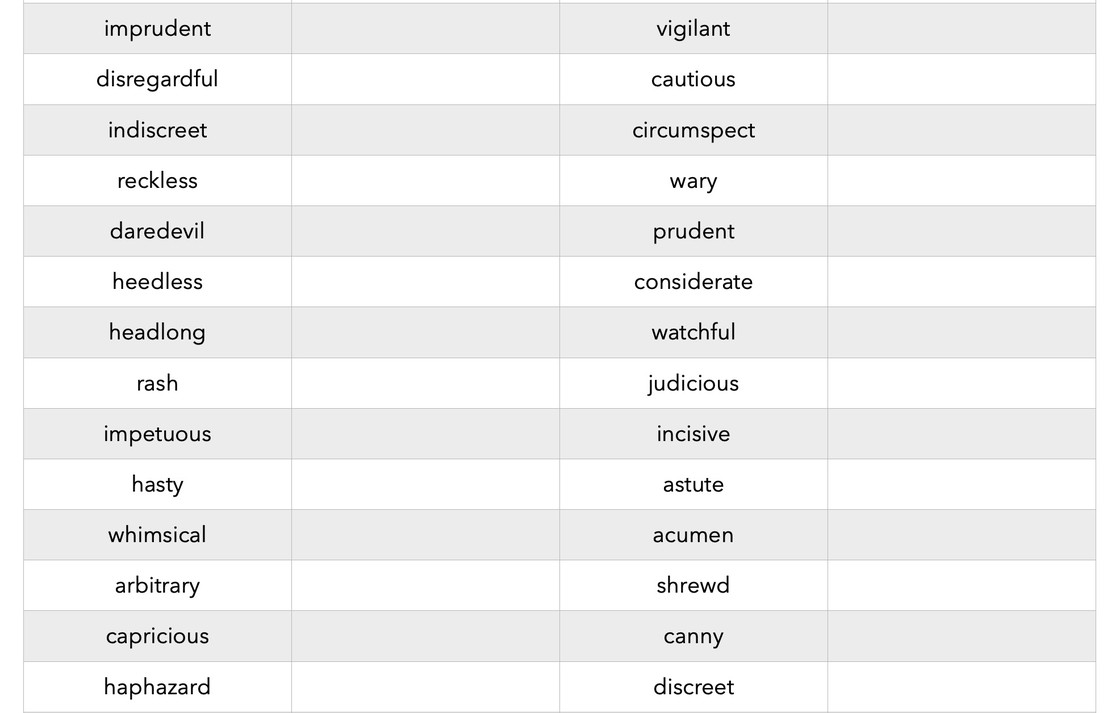 imprudent vigilant
disregardful cautious
indiscreet circumspect
reckless wary
daredevil prudent
heedless considerate
headlong watchful
rash judicious
impetuous incisive
hasty astute
whimsical acumen
arbitrary shrewd
capricious canny
haphazard discreet